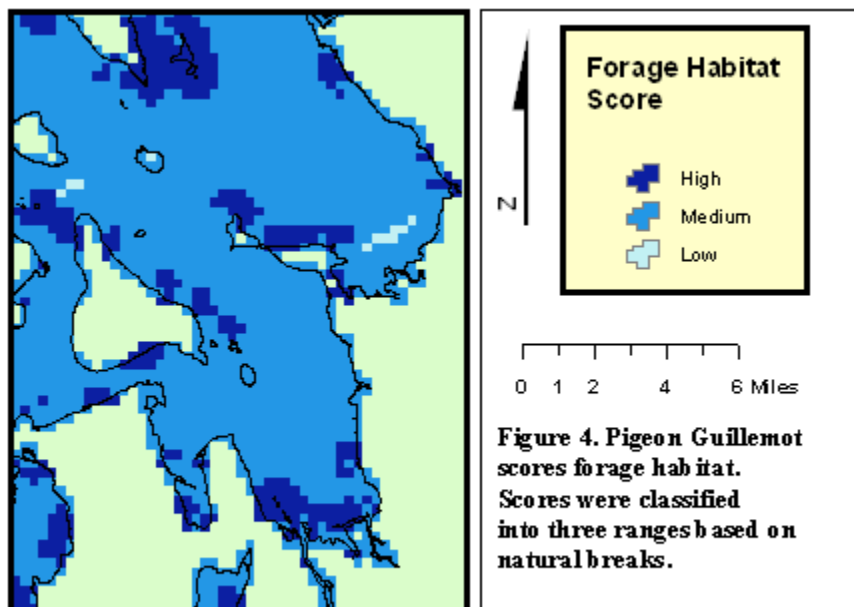 Forage Habitat
Score
High
Medium
Low
N
0 1 2 4 6 Miles
Figure 4. Pigeon Guillemot
scores forage habitat.
Scores were classified
into three ranges based on
natural breaks.